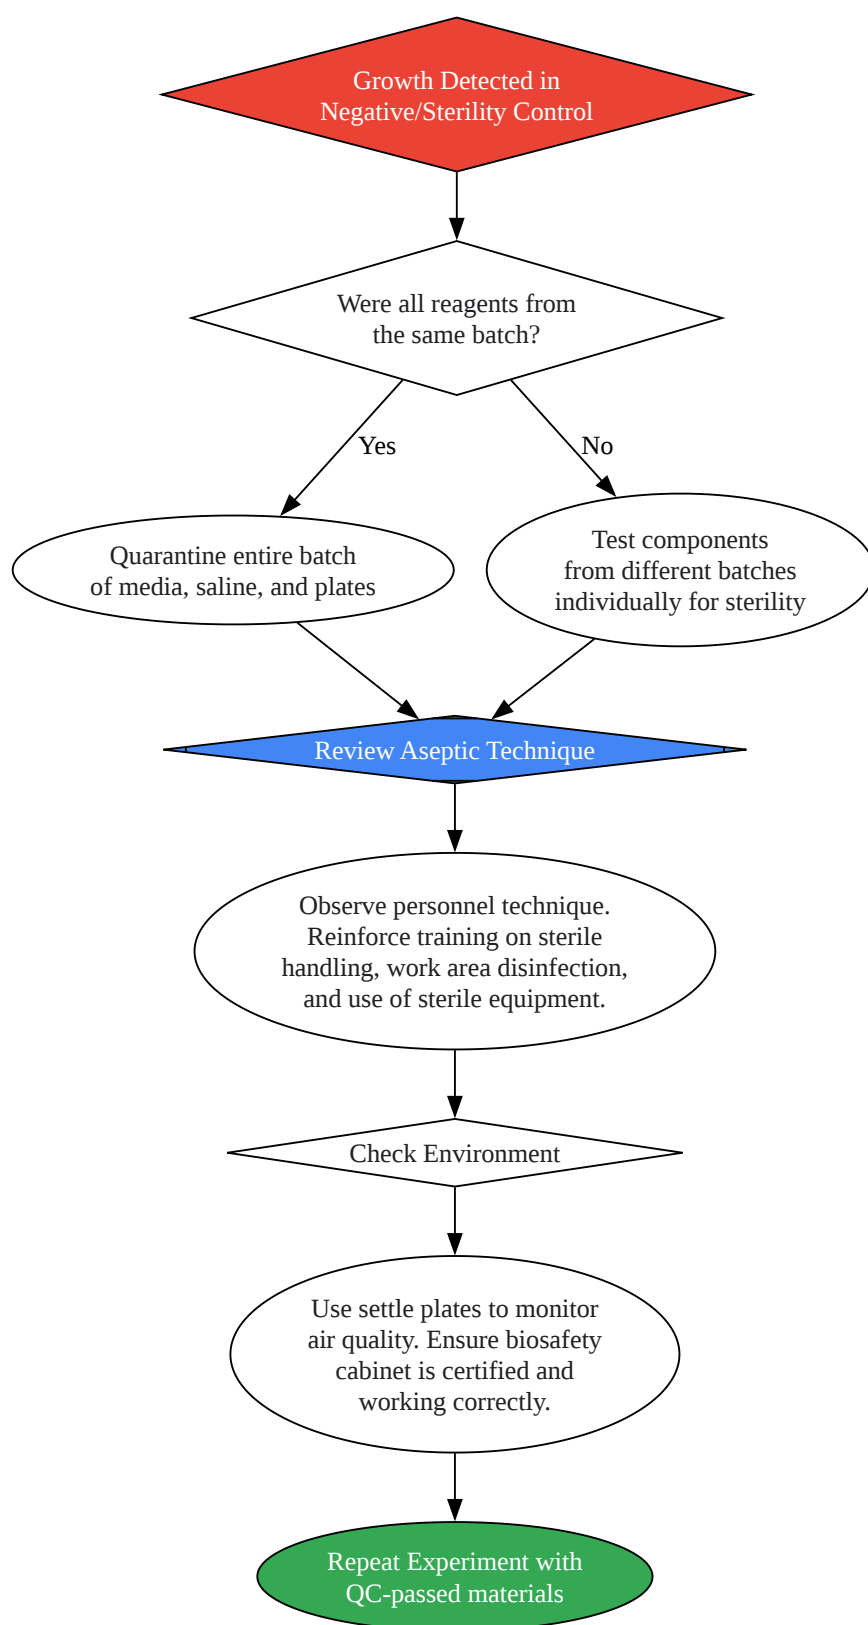 Growth Detected in
Negative/Sterility Control
Were all reagents from
the same batch?
Yes
No
Quarantine entire batch
of media, saline, and plates
Test components
from different batches
individually for sterility
Review Aseptic Technique
Observe personnel technique.
Reinforce training on sterile
handling, work area disinfection,
and use of sterile equipment.
Check Environment
Use settle plates to monitor
air quality. Ensure biosafety
cabinet is certified and
working correctly.
Repeat Experiment with
QC-passed materials